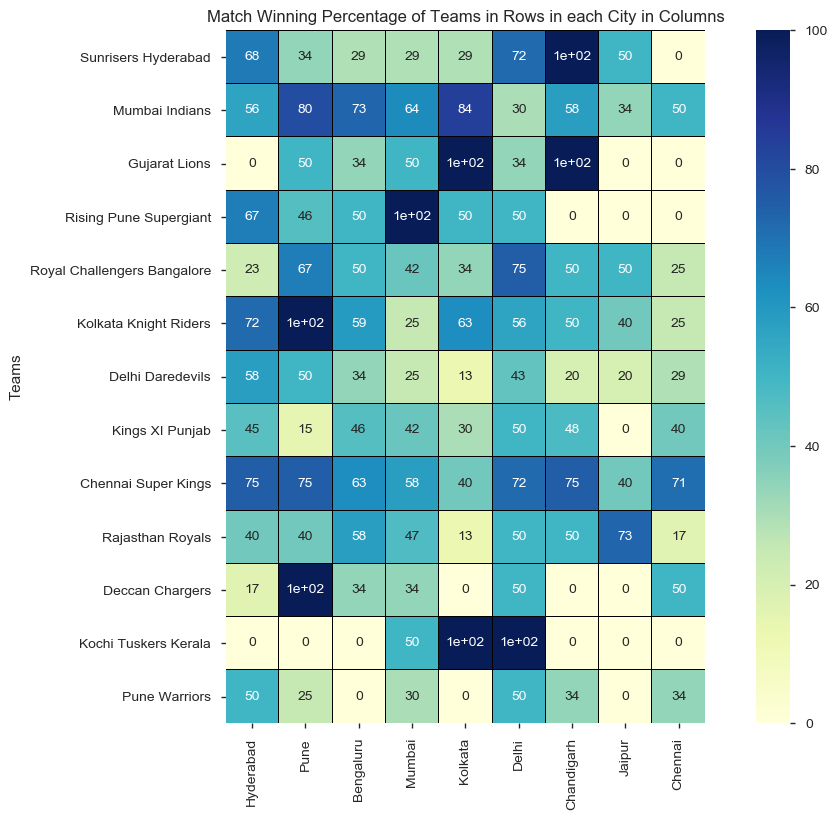 Match Winning Percentage of Teams in Rows in each City in Columns
Teams
Sunrisers Hyderabad 68 34 29 29 29 72 1e+02 50 0
Mumbai Indians 56 80 73 64 84 30 58 34 50
Gujarat Lions 0 50 34 50 1e+02 34 1e+02 0 0
Rising Pune Supergiant 67 46 50 1e+02 50 50 0 0 0
Royal Challengers Bangalore 23 67 50 42 34 75 50 50 25
Kolkata Knight Riders 72 1e+02 59 25 63 56 50 40 25
Delhi Daredevils 58 50 34 25 13 43 20 20 29
Kings XI Punjab 45 15 46 42 30 50 48 0 40
Chennai Super Kings 75 75 63 58 40 72 75 40 71
Rajasthan Royals 40 40 58 47 13 50 50 73 17
Deccan Chargers 17 1e+02 34 34 0 50 0 0 50
Kochi Tuskers Kerala 0 0 0 50 1e+02 1e+02 0 0 0
Pune Warriors 50 25 0 30 0 50 34 0 34
Hyderabad Pune Bengaluru Mumbai Kolkata Delhi Chandigarh Jaipur Chennai
100
80
60
40
20
0